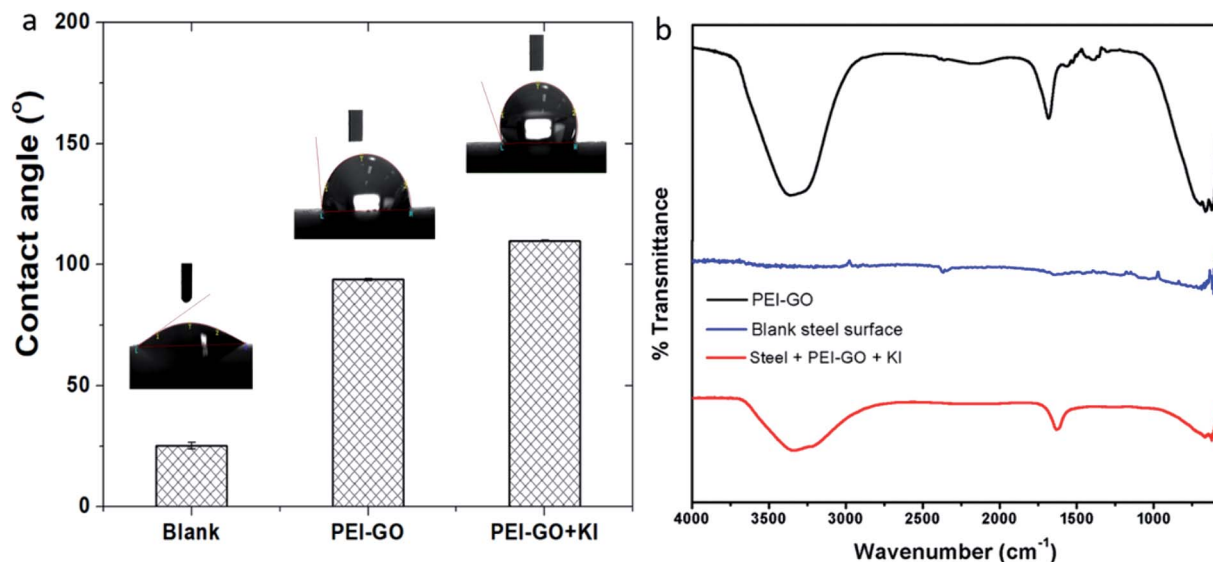 a
Contact angle (°)
200
150
100
50
0
Blank
PEI-GO
PEI-GO+KI
b
% Transmittance
PEI-GO
Blank steel surface
Steel + PEI-GO + KI
4000 3500 3000 2500 2000 1500 1000
Wavenumber (cm⁻¹)